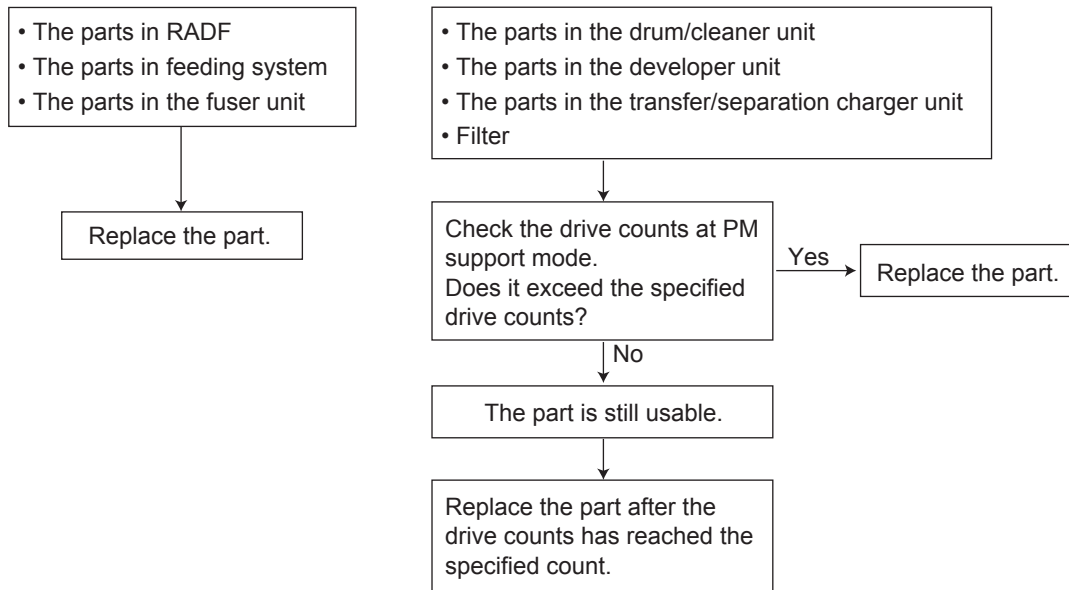 • The parts in RADF
• The parts in feeding system
• The parts in the fuser unit
Replace the part.
• The parts in the drum/cleaner unit
• The parts in the developer unit
• The parts in the transfer/separation charger unit
• Filter
Check the drive counts at PM
support mode.
Does it exceed the specified
drive counts?
Yes
Replace the part.
No
The part is still usable.
Replace the part after the
drive counts has reached the
specified count.